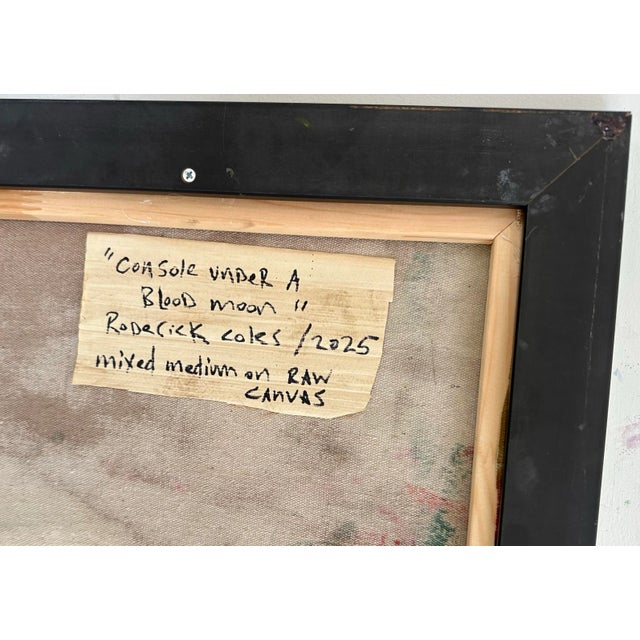 "Console under A
Blood moon"
Roderick coles / 2025
mixed medium on RAW
CANVAS